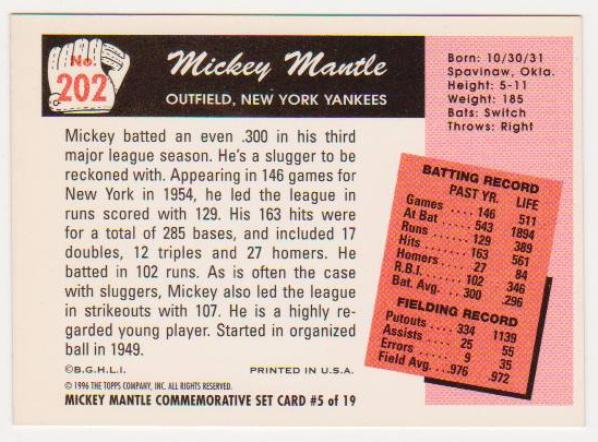 No.
202
Mickey Mantle
OUTFIELD, NEW YORK YANKEES
Born: 10/30/31
Spavinaw, Okla.
Height: 5-11
Weight: 185
Bats: Switch
Throws: Right
Mickey batted an even .300 in his third
major league season. He's a slugger to be
reckoned with. Appearing in 146 games for
New York in 1954, he led the league in
runs scored with 129. His 163 hits were
for a total of 285 bases, and included 17
doubles, 12 triples and 27 homers. He
batted in 102 runs. As is often the case
with sluggers, Mickey also led the league
in strikeouts with 107. He is a highly re-
garded young player. Started in organized
ball in 1949.
BATTING RECORD
PAST YR. LIFE
Games .... 146 511
At Bat .... 543 1894
Runs ..... 129 389
Hits ...... 163 561
Homers .... 27 84
R.B.I. ..... 102 346
Bat. Avg... .300 .296
FIELDING RECORD
Putouts ... 334 1139
Assists .... 25 55
Errors ..... 9 35
Field Avg... .976 .972
©B.G.H.L.I. PRINTED IN U.S.A.
© 1996 THE TOPPS COMPANY, INC. ALL RIGHTS RESERVED.
MICKEY MANTLE COMMEMORATIVE SET CARD #5 of 19